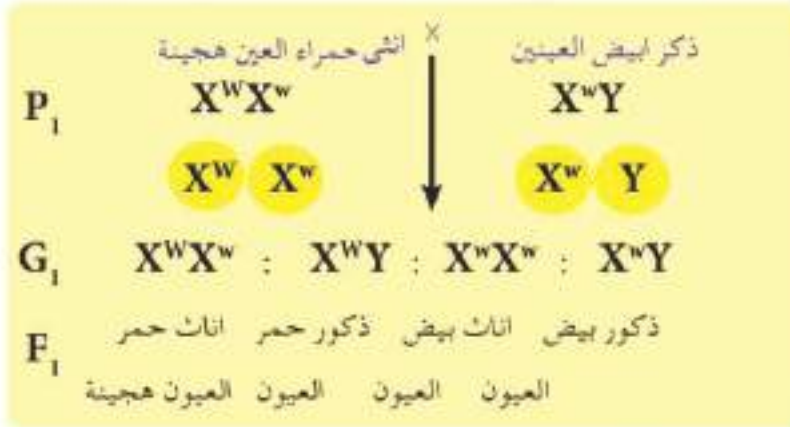 ذكر ابيض العينين × انثى حمراء العين هجينة
P₁ XᵂXʷ XʷY
Xᵂ Xʷ Xʷ Y
G₁ XᵂXʷ : XᵂY : XʷXʷ : XʷY
F₁ اناث حمر ذكور حمر اناث بيض ذكور بيض
العيون هجينة العيون العيون العيون